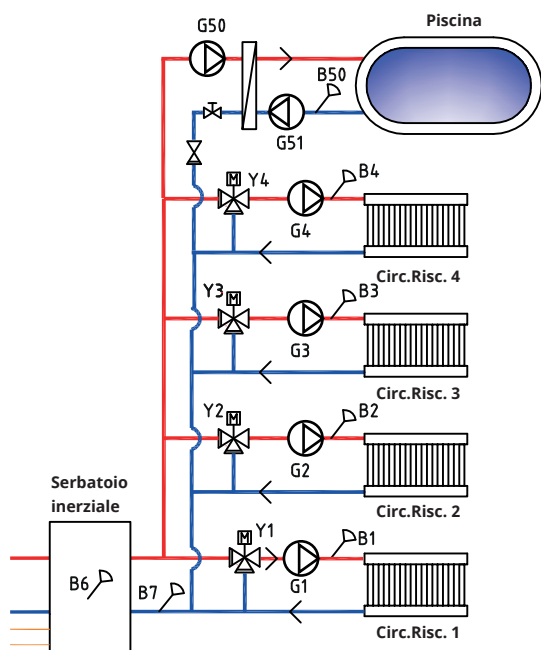 Piscina
G50
B50
G51
M
Y4
B4
G4
Circ.Risc. 4
Y3
M
B3
G3
Circ.Risc. 3
Y2
M
B2
G2
Circ.Risc. 2
Serbatoio
inerziale
M
Y1
B1
G1
B6
B7
Circ.Risc. 1